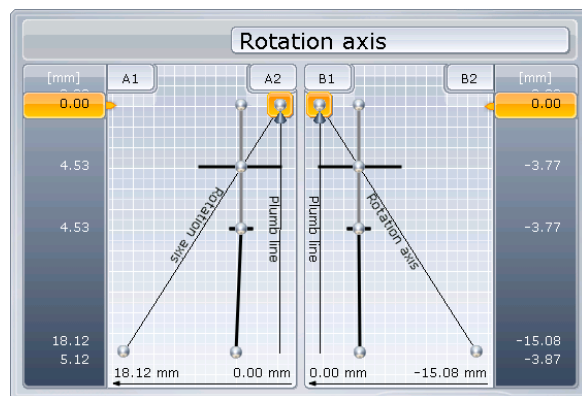 Rotation axis
[mm] A1 A2 B1 B2 [mm]
0.00 0.00
4.53 -3.77
Rotation axis Plumb line Plumb line Rotation axis
4.53 -3.77
18.12 -15.08
5.12 -3.87
18.12 mm 0.00 mm 0.00 mm -15.08 mm